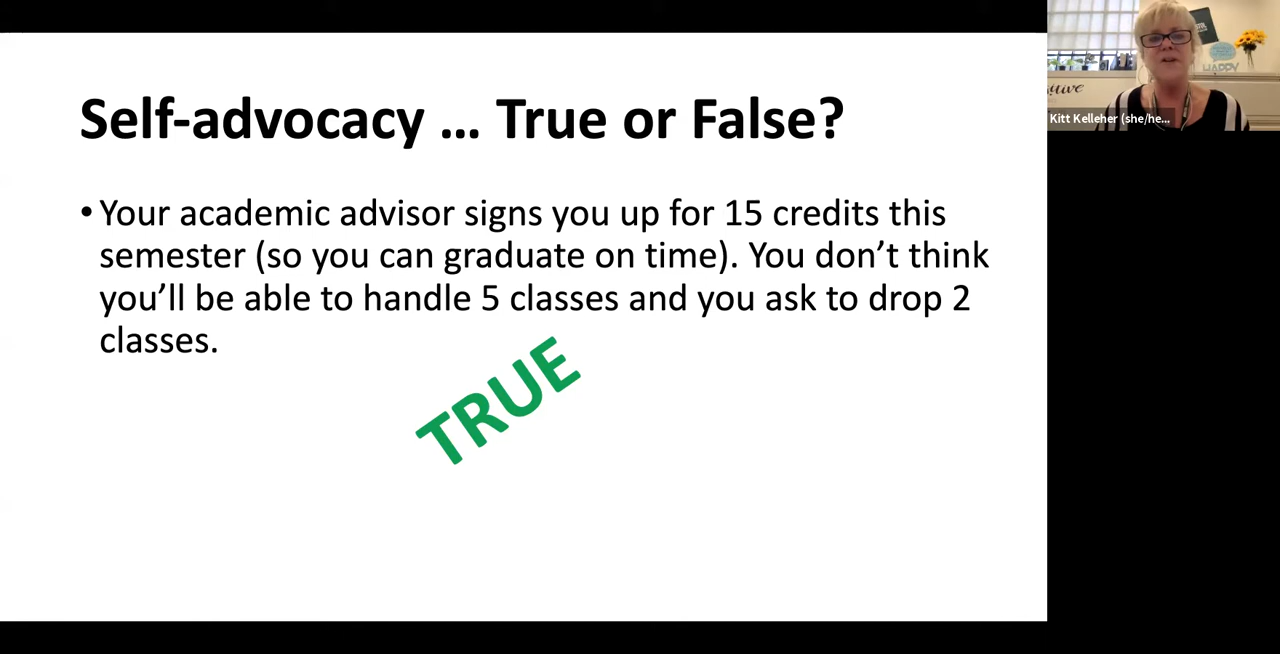 Self-advocacy ... True or False?
• Your academic advisor signs you up for 15 credits this
semester (so you can graduate on time). You don’t think
you’ll be able to handle 5 classes and you ask to drop 2
classes.
TRUE
HAPPY
Kitt Kelleher (she/he...